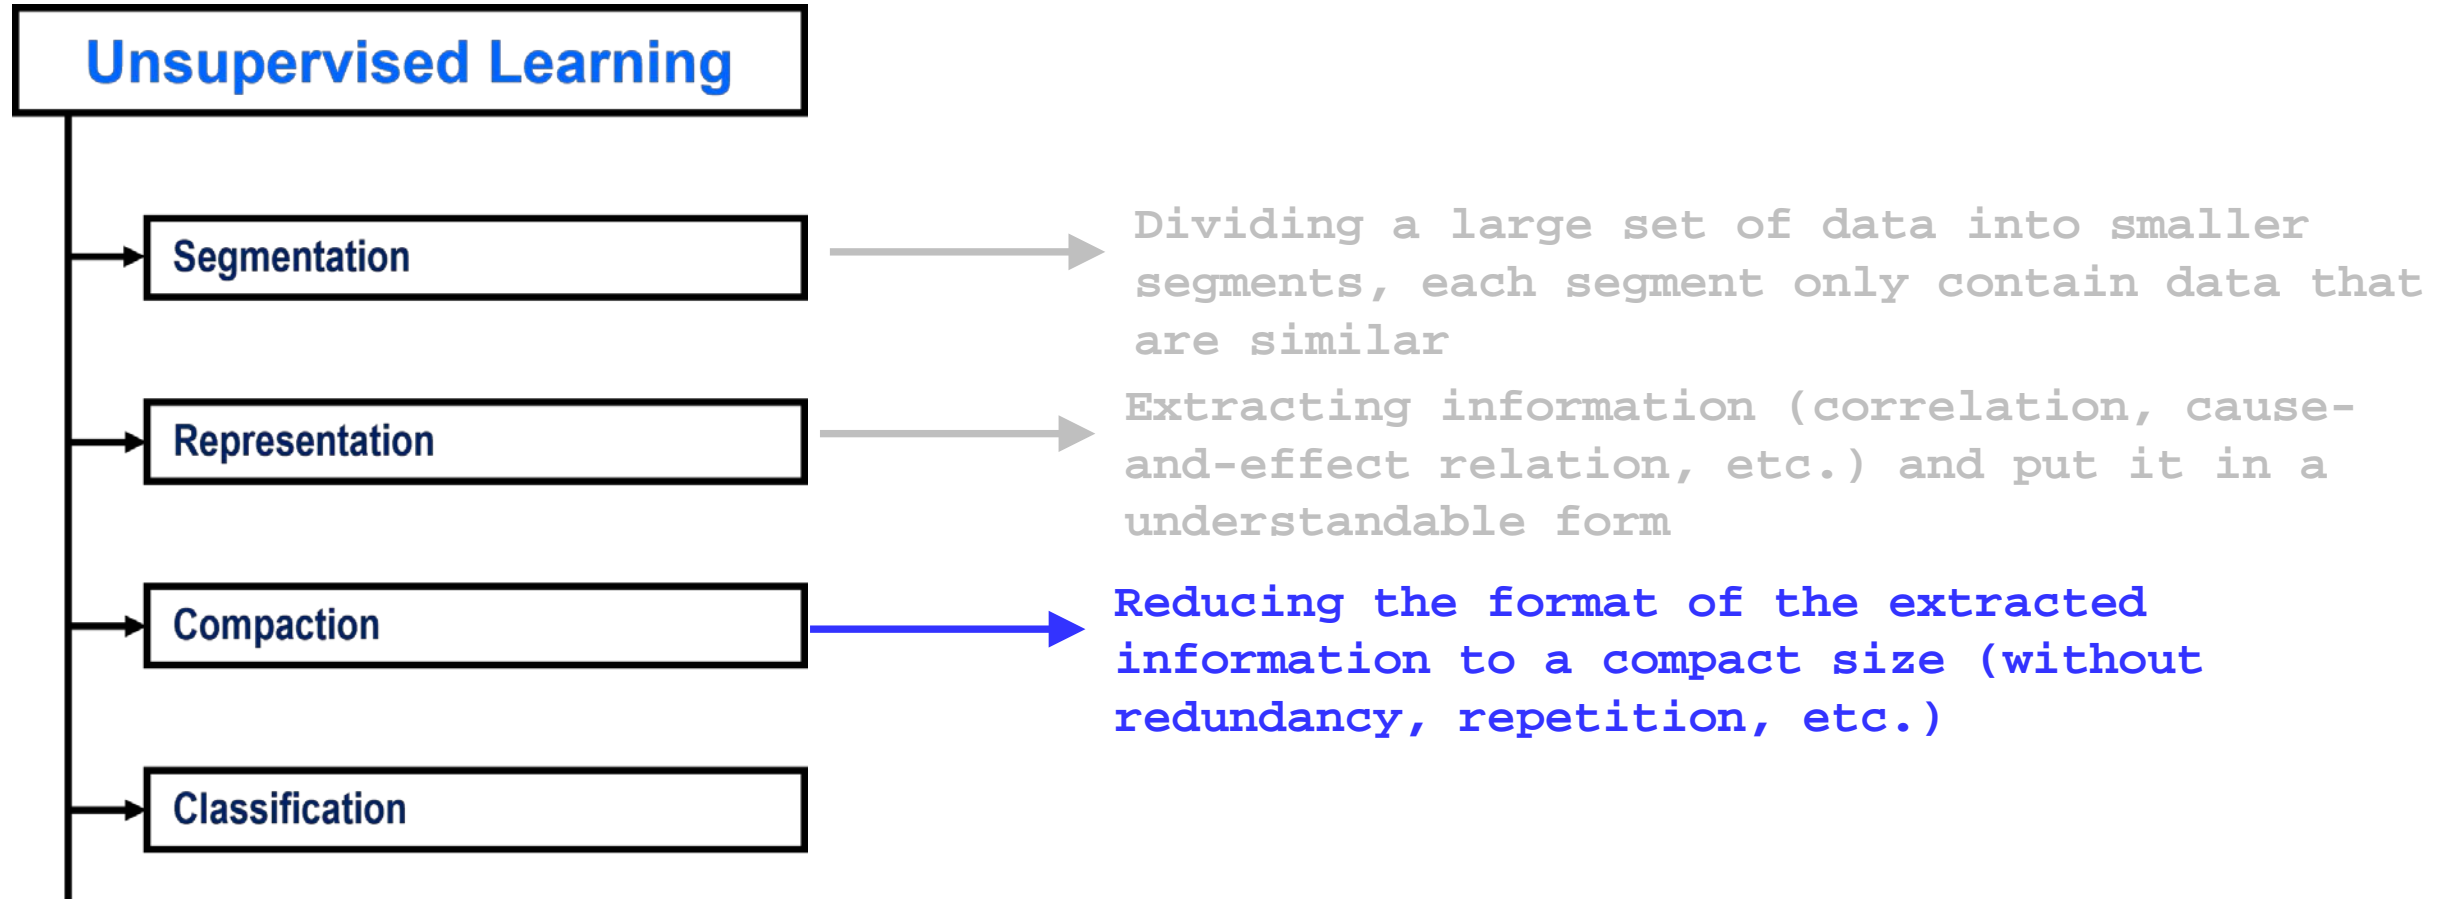 Unsupervised Learning
Segmentation
Dividing a large set of data into smaller
segments, each segment only contain data that
are similar
Representation
Extracting information (correlation, cause-
and-effect relation, etc.) and put it in a
understandable form
Compaction
Reducing the format of the extracted
information to a compact size (without
redundancy, repetition, etc.)
Classification